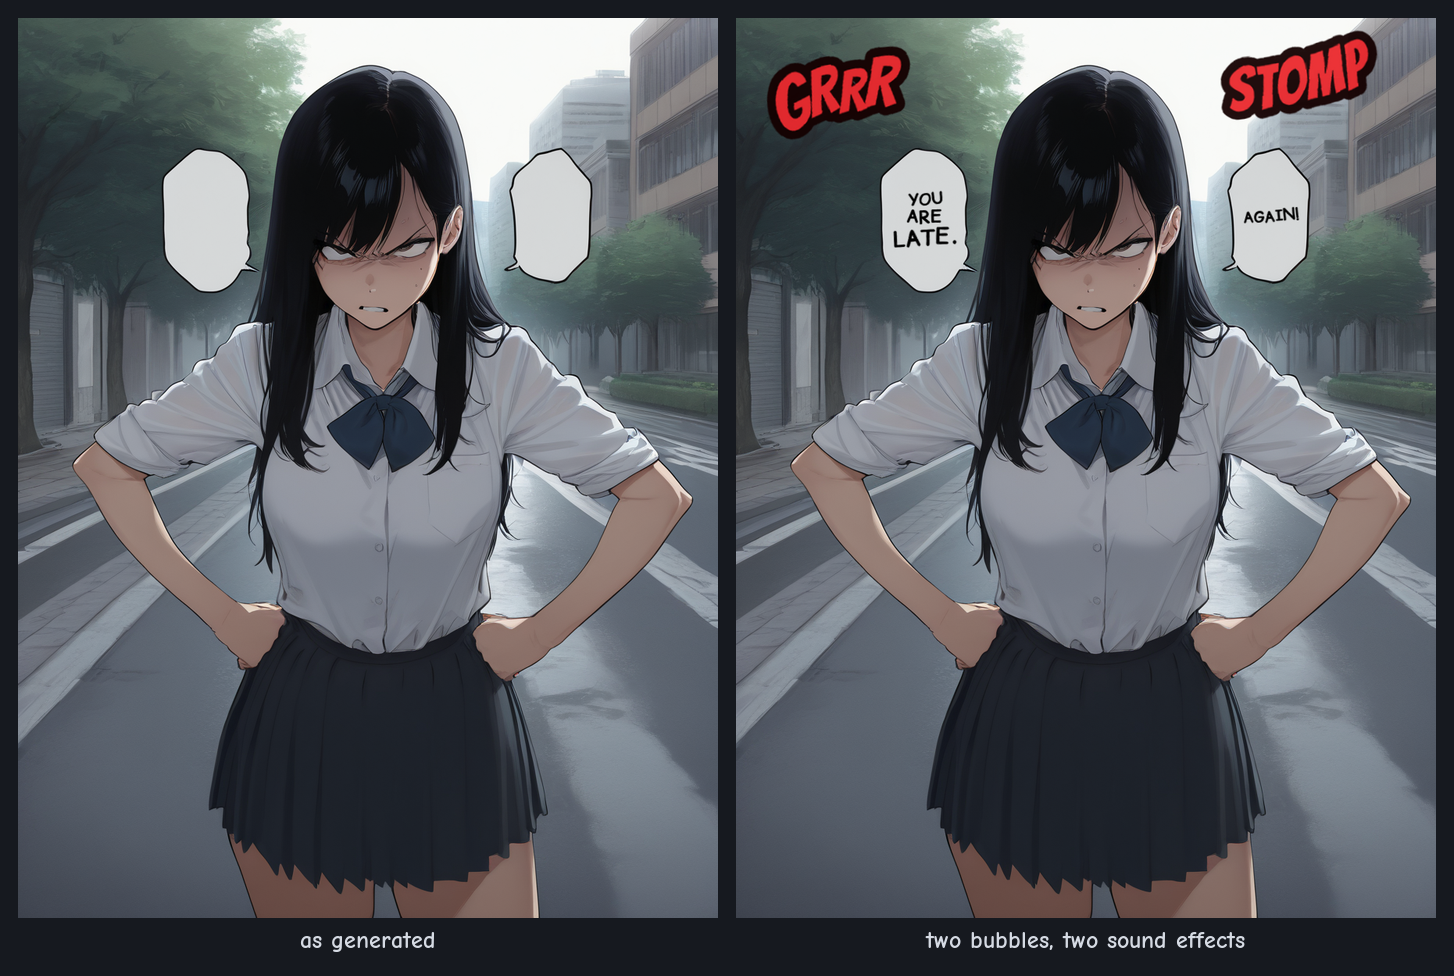 GRRR
STOMP
YOU
ARE
LATE.
AGAIN!
as generated
two bubbles, two sound effects